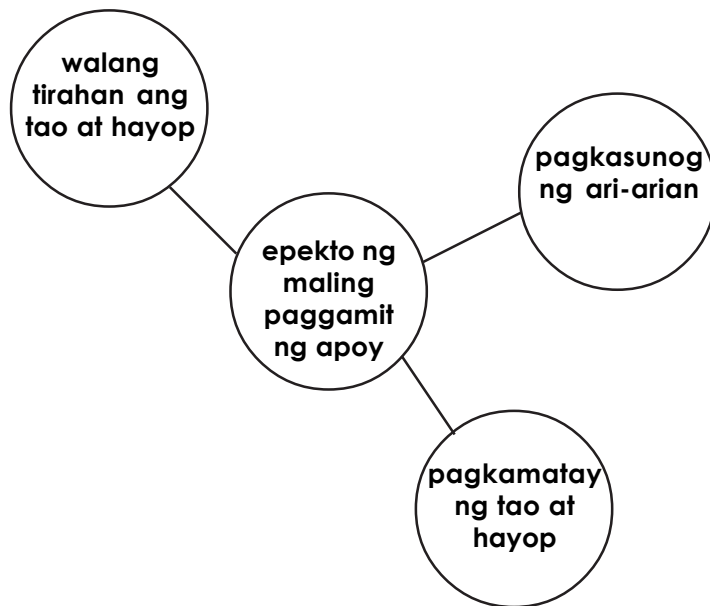 walang
tirahan ang
tao at hayop
pagkasunog
ng ari-arian
epekto ng
maling
paggamit
ng apoy
pagkamatay
ng tao at
hayop